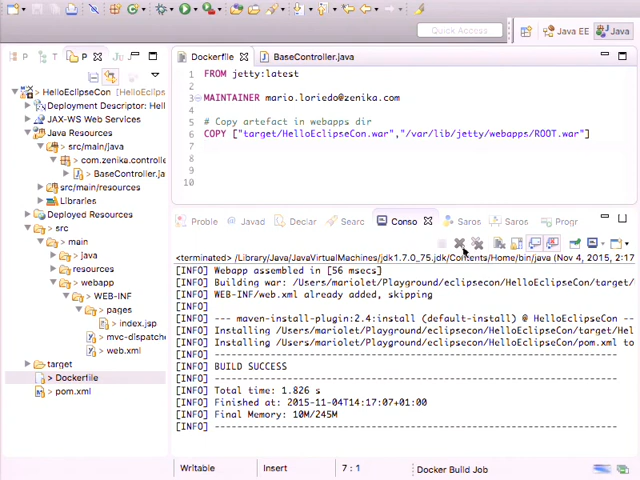 Quick Access
Java EE
Java
P
T
P
Ju
Dockerfile
BaseController.java
HelloEclipseCon
Deployment Descriptor: Hel
JAX-WS Web Services
Java Resources
src/main/java
com.zenika.controlle
BaseController.ja
src/main/resources
Libraries
Deployed Resources
src
main
java
resources
webapp
WEB-INF
pages
index.jsp
mvc-dispatche
web.xml
target
Dockerfile
pom.xml
1 FROM jetty:latest
2
3 MAINTAINER mario.loriedo@zenika.com
4
5 # Copy artefact in webapps dir
6 COPY ["target/HelloEclipseCon.war","/var/lib/jetty/webapps/ROOT.war"]
7
8
9
10
Proble
Javad
Declar
Searc
Conso
Saros
Saros
Progr
<terminated> /Library/Java/JavaVirtualMachines/jdk1.7.0_75.jdk/Contents/Home/bin/java (Nov 4, 2015, 2:17
[INFO] Webapp assembled in [56 msecs]
[INFO] Building war: /Users/mariolet/Playground/eclipsecon/HelloEclipseCon/target/
[INFO] WEB-INF/web.xml already added, skipping
[INFO]
[INFO] --- maven-install-plugin:2.4:install (default-install) @ HelloEclipseCon ---
[INFO] Installing /Users/mariolet/Playground/eclipsecon/HelloEclipseCon/target/Hel
[INFO] Installing /Users/mariolet/Playground/eclipsecon/HelloEclipseCon/pom.xml to
[INFO] ------------------------------------------------------------------------
[INFO] BUILD SUCCESS
[INFO] ------------------------------------------------------------------------
[INFO] Total time: 1.826 s
[INFO] Finished at: 2015-11-04T14:17:07+01:00
[INFO] Final Memory: 10M/245M
[INFO] ------------------------------------------------------------------------
Writable
Insert
7 : 1
Docker Build Job